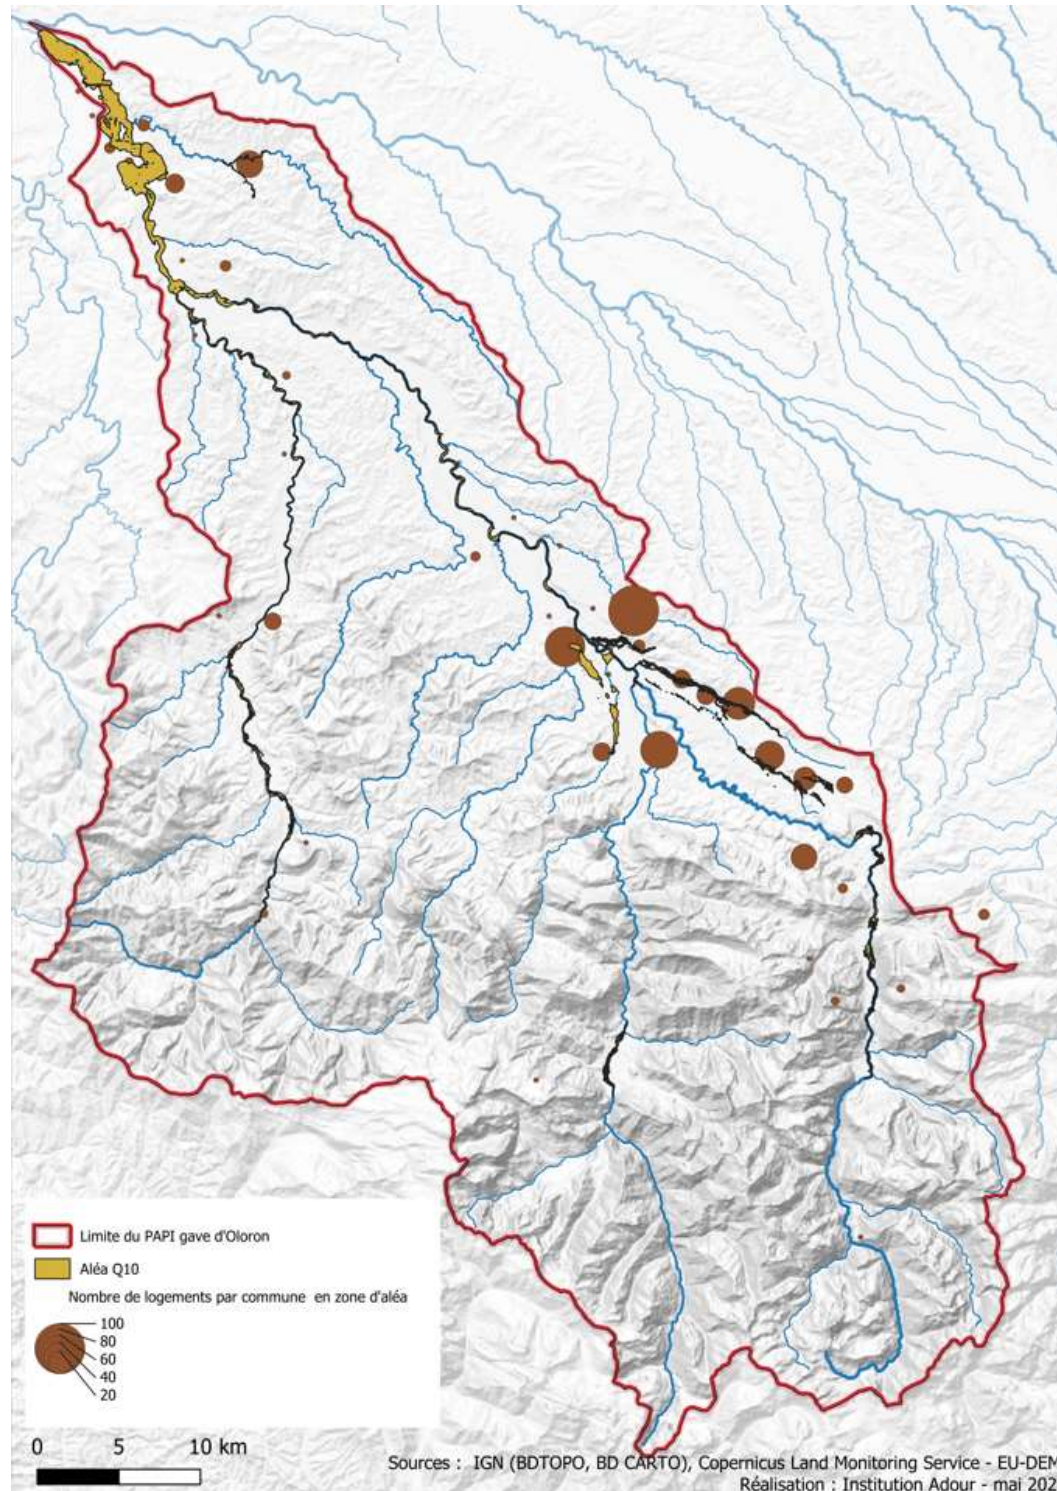 Limite du PAPI gave d'Oloron
Aléa Q10
Nombre de logements par commune en zone d'aléa
100
80
60
40
20
0 5 10 km
Sources : IGN (BDTOPO, BD CARTO), Copernicus Land Monitoring Service - EU-DEM
Réalisation : Institution Adour - mai 202